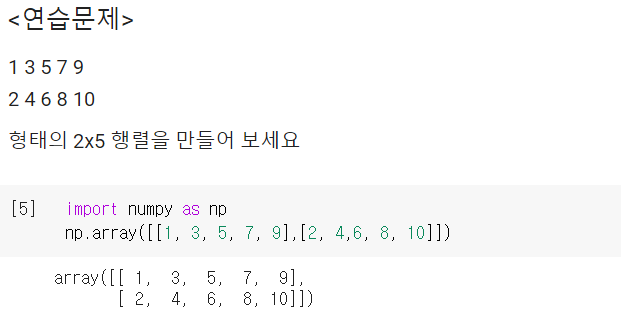 <연습문제>
1 3 5 7 9
2 4 6 8 10
형태의 2x5 행렬을 만들어 보세요
[5] import numpy as np
np.array([[1, 3, 5, 7, 9],[2, 4,6, 8, 10]])
array([[ 1,  3,  5,  7,  9],
       [ 2,  4,  6,  8, 10]])